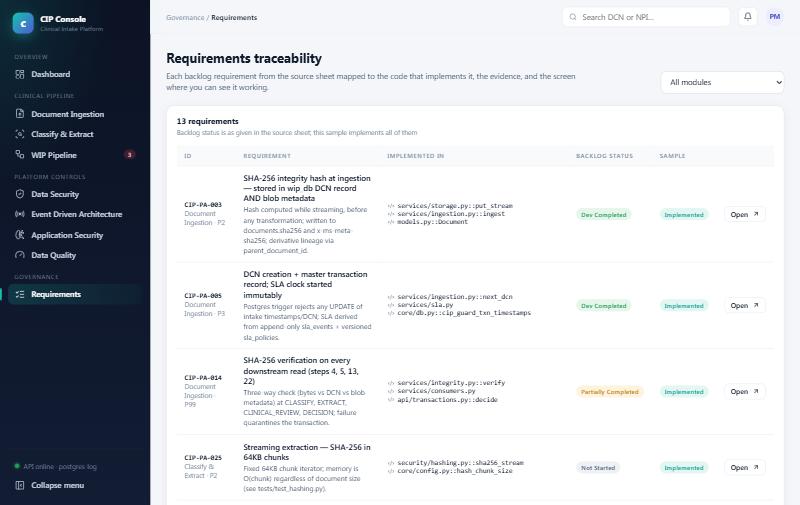 CIP Console
Clinical Intake Platform
OVERVIEW
Dashboard
CLINICAL PIPELINE
Document Ingestion
Classify & Extract
WIP Pipeline 3
PLATFORM CONTROLS
Data Security
Event Driven Architecture
Application Security
Data Quality
GOVERNANCE
Requirements
API online · postgres log
Collapse menu
Governance / Requirements
Search DCN or NPI...
PM
Requirements traceability
Each backlog requirement from the source sheet mapped to the code that implements it, the evidence, and the screen
where you can see it working.
All modules
13 requirements
Backlog status is as given in the source sheet; this sample implements all of them
ID REQUIREMENT IMPLEMENTED IN BACKLOG STATUS SAMPLE
CIP-PA-003
Document
Ingestion · P2
SHA-256 integrity hash at ingestion
— stored in wip_db DCN record
AND blob metadata
Hash computed while streaming, before
any transformation; written to
documents.sha256 and x-ms-meta-
sha256; derivative lineage via
parent_document_id.
services/storage.py::put_stream
services/ingestion.py::ingest
models.py::Document
Dev Completed
Implemented
Open
CIP-PA-005
Document
Ingestion · P3
DCN creation + master transaction
record; SLA clock started
immutably
Postgres trigger rejects any UPDATE of
intake timestamps/DCN; SLA derived
from append-only sla_events + versioned
sla_policies.
services/ingestion.py::next_dcn
services/sla.py
core/db.py::cip_guard_txn_timestamps
Dev Completed
Implemented
Open
CIP-PA-014
Document
Ingestion
· P99
SHA-256 verification on every
downstream read (steps 4, 5, 13,
22)
Three-way check (bytes vs DCN vs blob
metadata) at CLASSIFY, EXTRACT,
CLINICAL_REVIEW, DECISION; failure
quarantines the transaction.
services/integrity.py::verify
services/consumers.py
api/transactions.py::decide
Partially Completed
Implemented
Open
CIP-PA-025
Classify &
Extract · P2
Streaming extraction — SHA-256 in
64KB chunks
Fixed 64KB chunk iterator; memory is
O(chunk) regardless of document size
(see tests/test_hashing.py).
security/hashing.py::sha256_stream
core/config.py::hash_chunk_size
Not Started
Implemented
Open